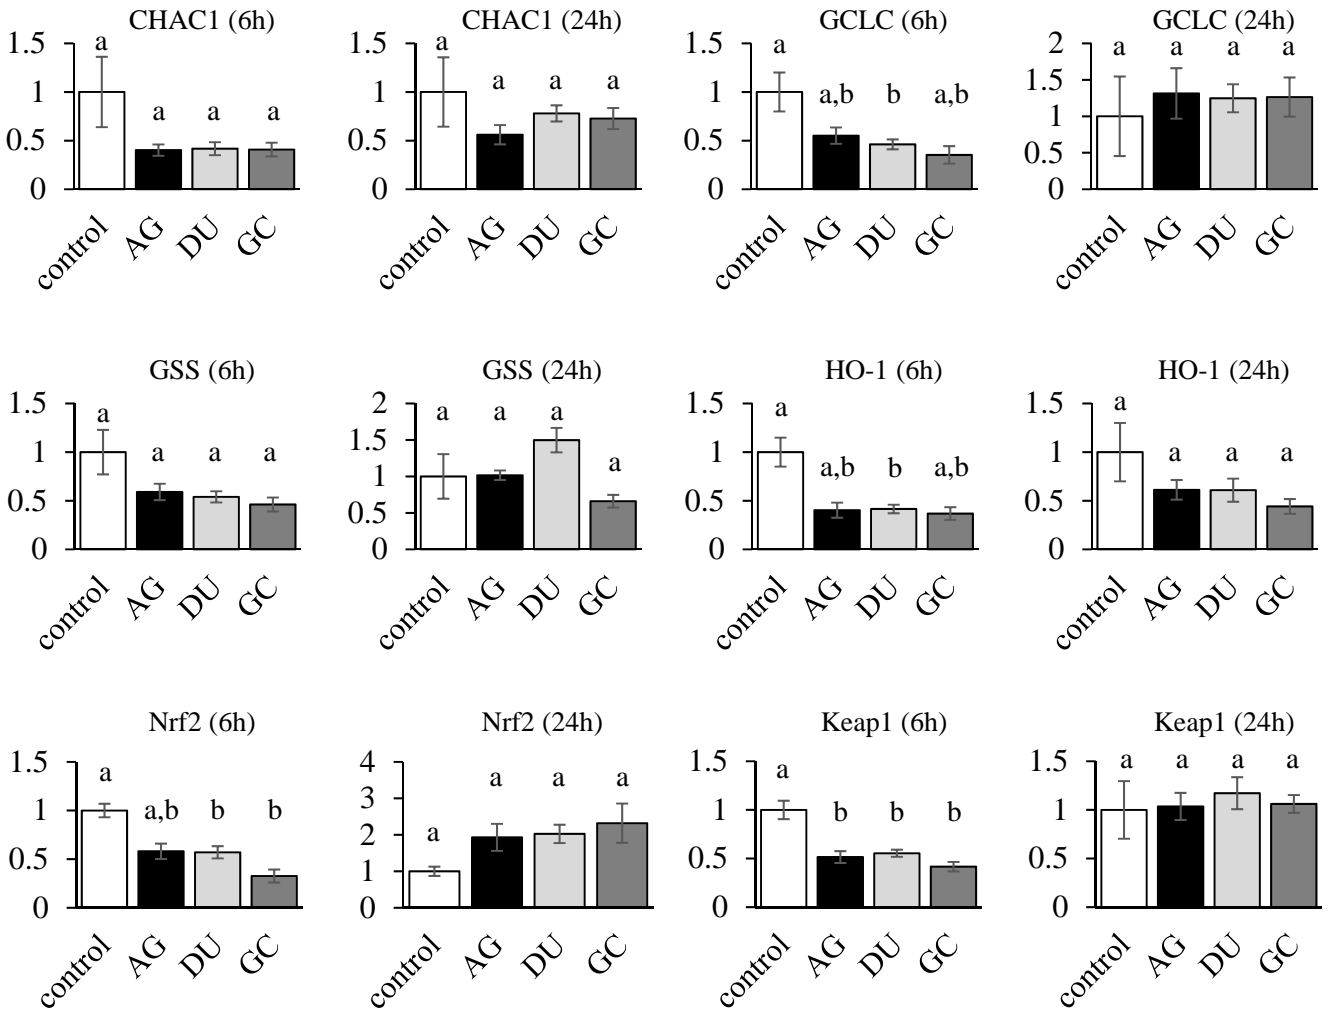 CHAC1 (6h)
1.5
1
0.5
0
a
a
a
a
control
AG
DU
GC
CHAC1 (24h)
1.5
1
0.5
0
a
a
a
a
control
AG
DU
GC
GCLC (6h)
1.5
1
0.5
0
a
a,b
b
a,b
control
AG
DU
GC
GCLC (24h)
2
1.5
1
0.5
0
a
a
a
a
control
AG
DU
GC
GSS (6h)
1.5
1
0.5
0
a
a
a
a
control
AG
DU
GC
GSS (24h)
2
1.5
1
0.5
0
a
a
a
a
control
AG
DU
GC
HO-1 (6h)
1.5
1
0.5
0
a
a,b
b
a,b
control
AG
DU
GC
HO-1 (24h)
1.5
1
0.5
0
a
a
a
a
control
AG
DU
GC
Nrf2 (6h)
1.5
1
0.5
0
a
a,b
b
b
control
AG
DU
GC
Nrf2 (24h)
4
3
2
1
0
a
a
a
a
control
AG
DU
GC
Keap1 (6h)
1.5
1
0.5
0
a
b
b
b
control
AG
DU
GC
Keap1 (24h)
1.5
1
0.5
0
a
a
a
a
control
AG
DU
GC